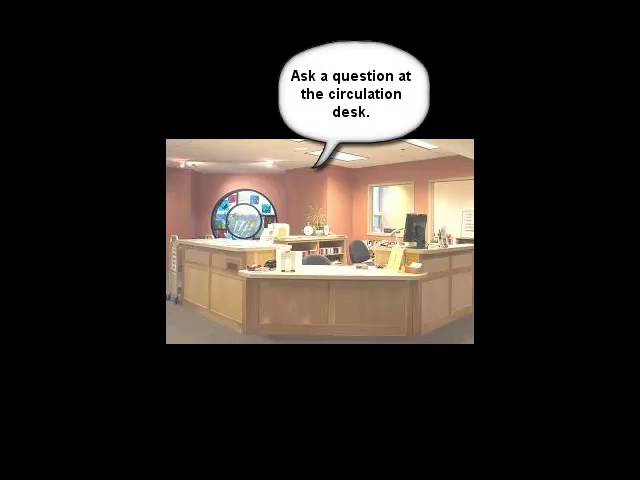 Ask a question at
the circulation
desk.